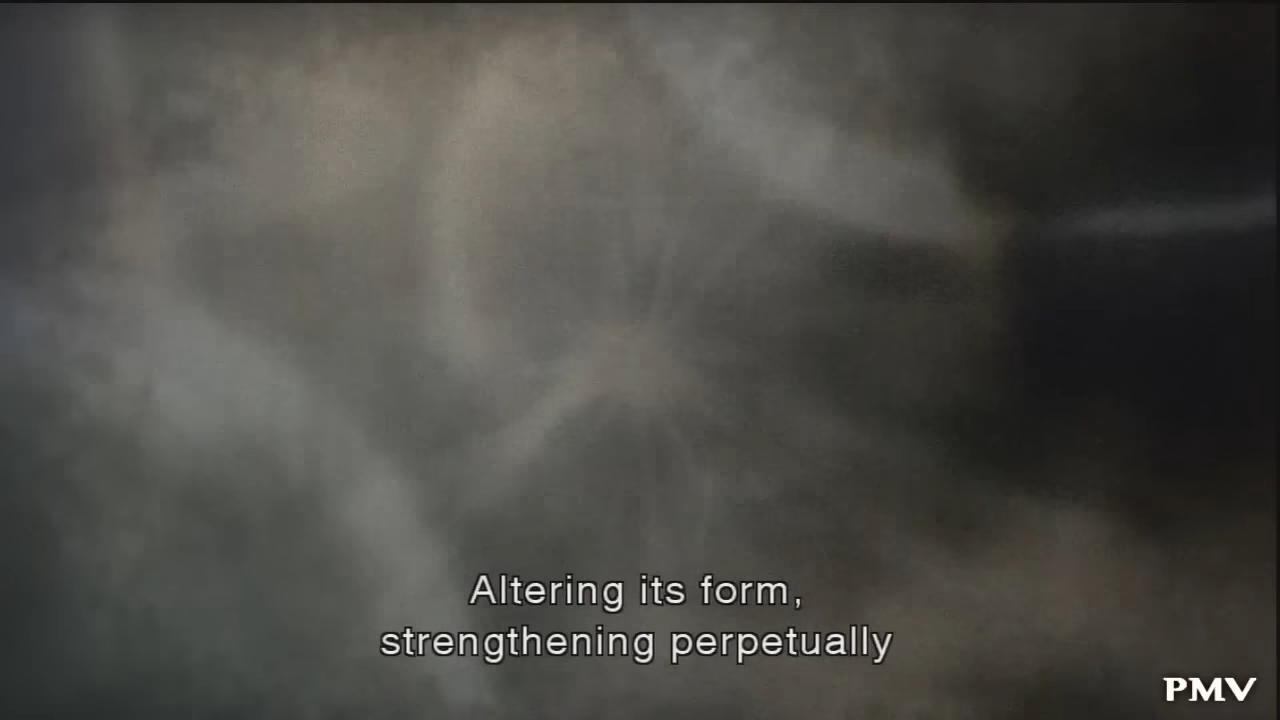 Altering its form,
strengthening perpetually
PMV